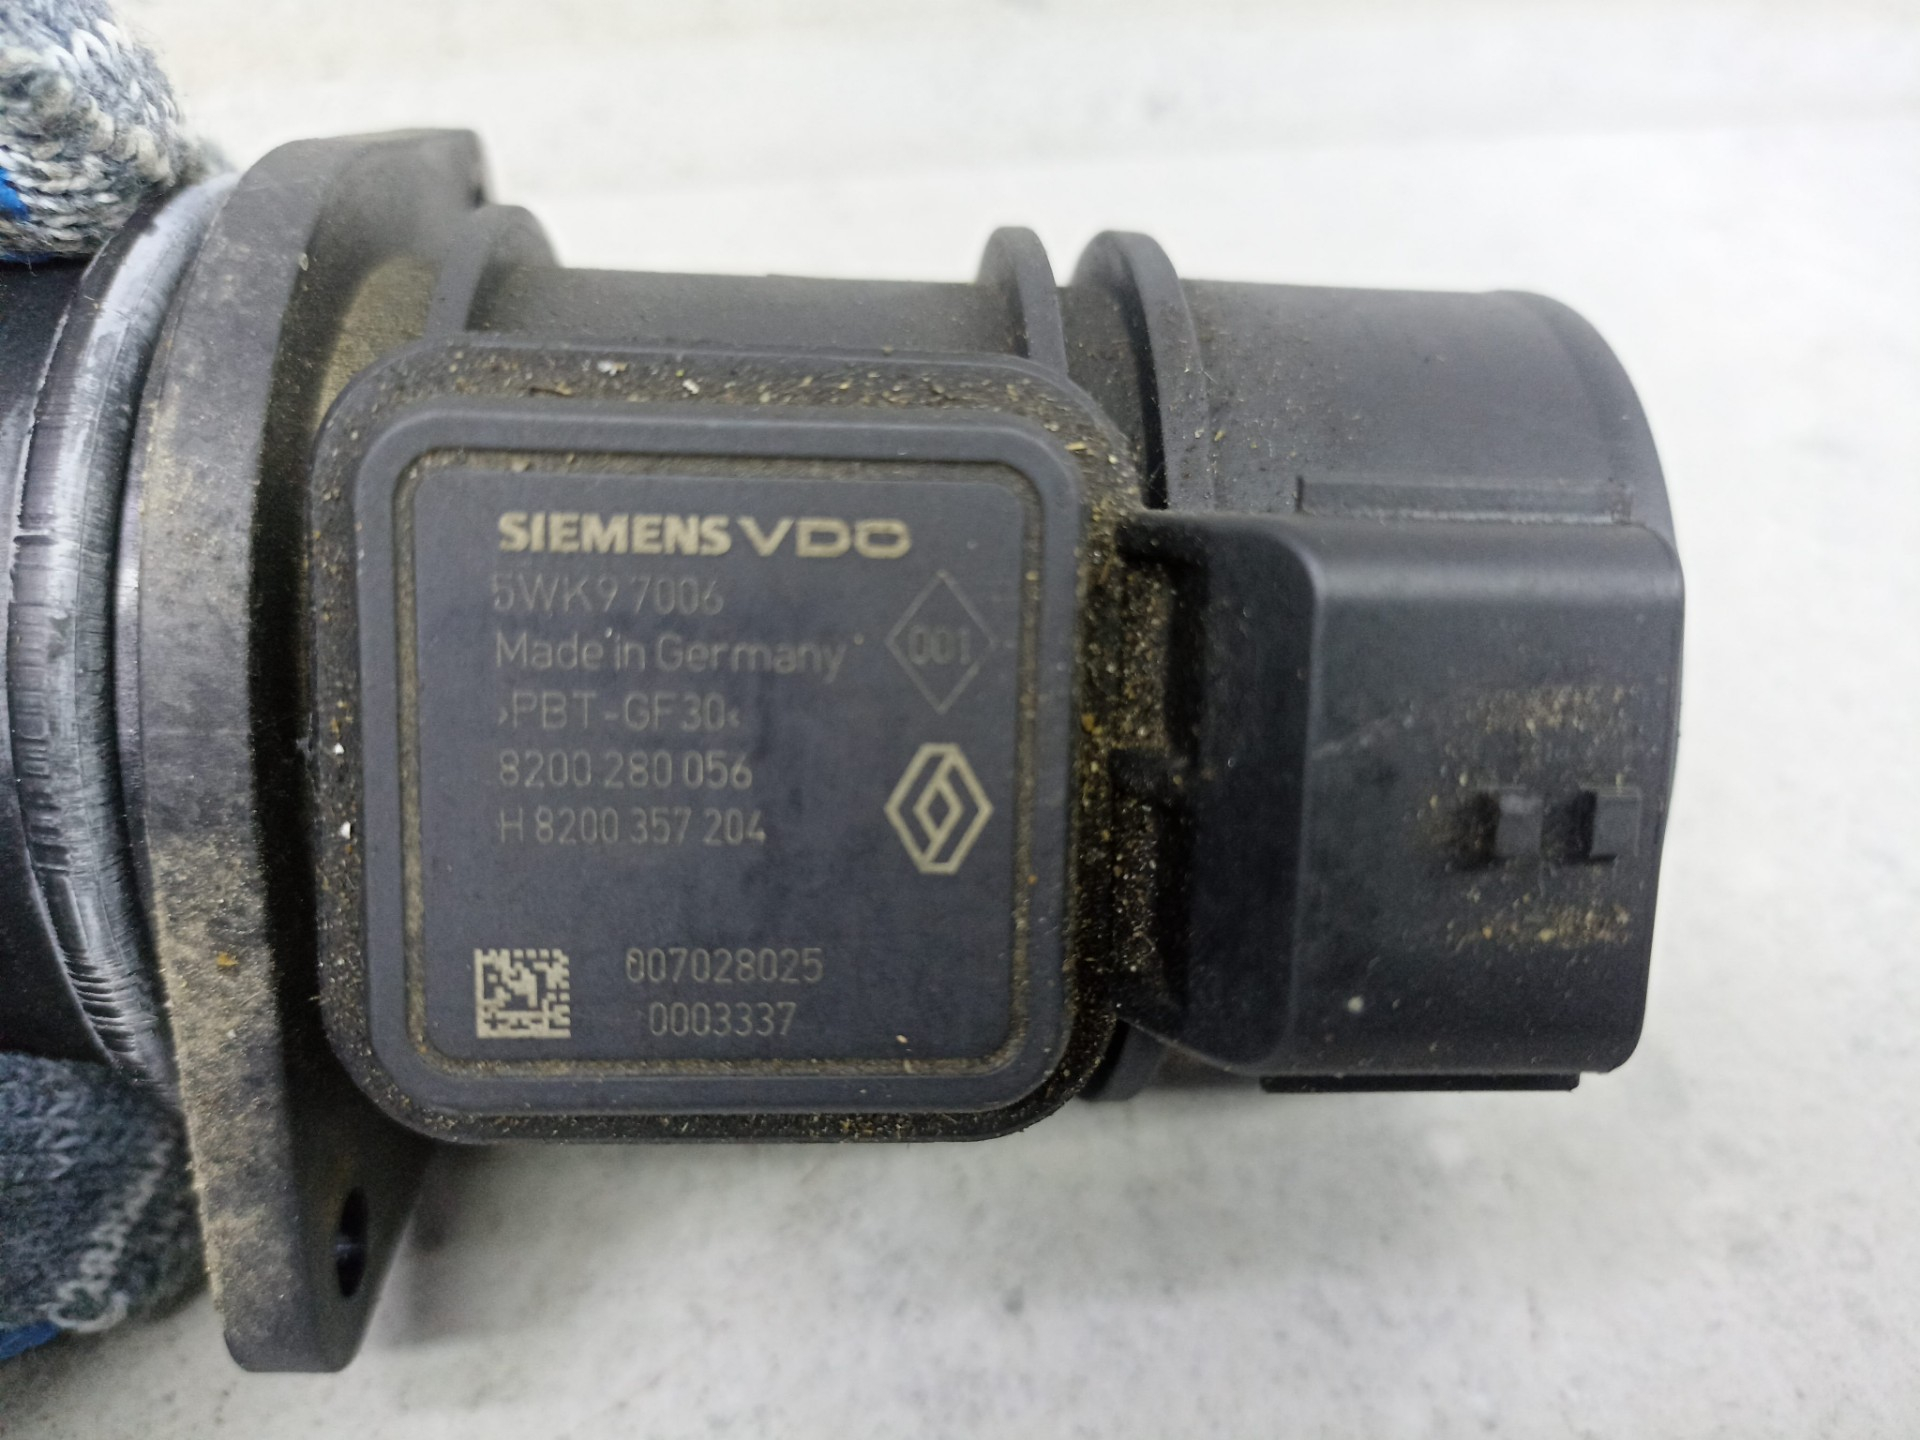 SIEMENS VDO
5WK9 7006
Made in Germany
001
>PBT-GF30<
8200 280 056
H 8200 357 204
007028025
0003337